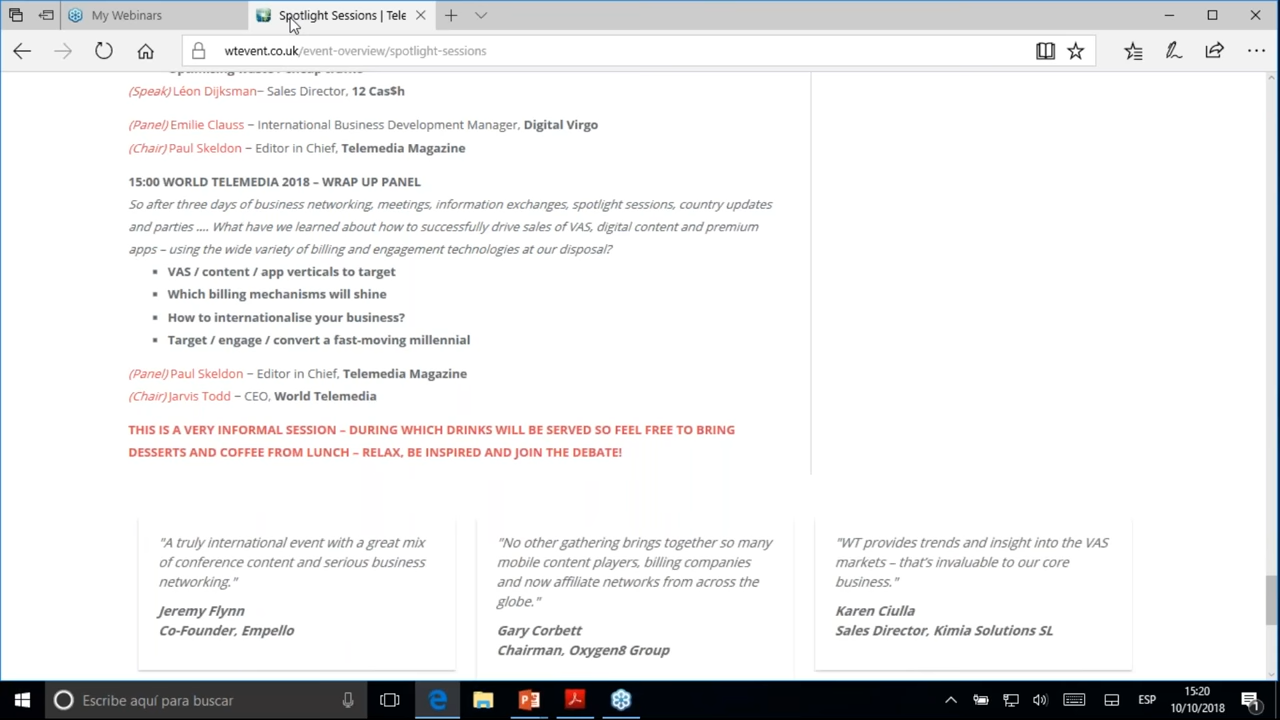 My Webinars
Spotlight Sessions | Tele
wtevent.co.uk/event-overview/spotlight-sessions
(Speak) Léon Dijksman– Sales Director, 12 Cas$h
(Panel) Emilie Clauss – International Business Development Manager, Digital Virgo
(Chair) Paul Skeldon – Editor in Chief, Telemedia Magazine
15:00 WORLD TELEMEDIA 2018 – WRAP UP PANEL
So after three days of business networking, meetings, information exchanges, spotlight sessions, country updates
and parties .... What have we learned about how to successfully drive sales of VAS, digital content and premium
apps – using the wide variety of billing and engagement technologies at our disposal?
VAS / content / app verticals to target
Which billing mechanisms will shine
How to internationalise your business?
Target / engage / convert a fast-moving millennial
(Panel) Paul Skeldon – Editor in Chief, Telemedia Magazine
(Chair) Jarvis Todd – CEO, World Telemedia
THIS IS A VERY INFORMAL SESSION – DURING WHICH DRINKS WILL BE SERVED SO FEEL FREE TO BRING
DESSERTS AND COFFEE FROM LUNCH – RELAX, BE INSPIRED AND JOIN THE DEBATE!
"A truly international event with a great mix
of conference content and serious business
networking."
Jeremy Flynn
Co-Founder, Empello
"No other gathering brings together so many
mobile content players, billing companies
and now affiliate networks from across the
globe."
Gary Corbett
Chairman, Oxygen8 Group
"WT provides trends and insight into the VAS
markets – that's invaluable to our core
business."
Karen Ciulla
Sales Director, Kimia Solutions SL
Escribe aquí para buscar
ESP
15:20
10/10/2018
1